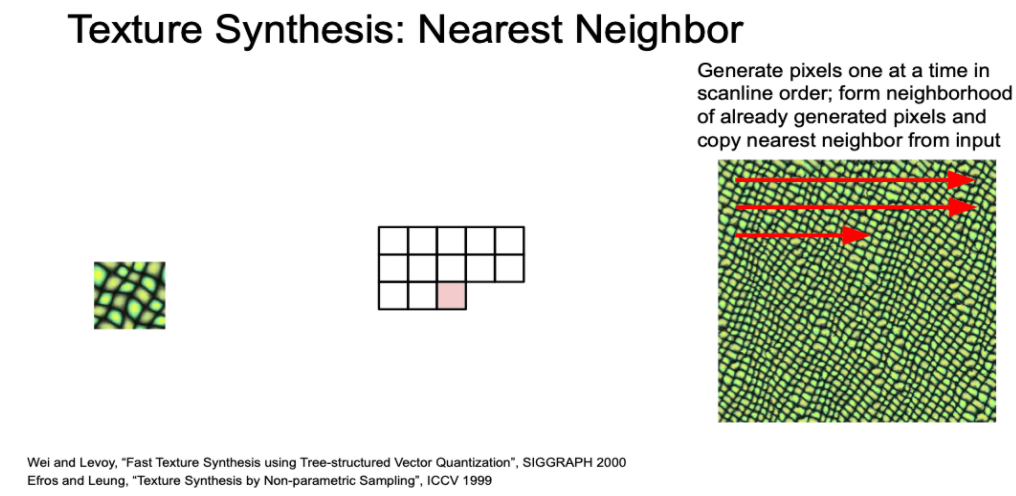 Texture Synthesis: Nearest Neighbor
Generate pixels one at a time in
scanline order; form neighborhood
of already generated pixels and
copy nearest neighbor from input
Wei and Levoy, “Fast Texture Synthesis using Tree-structured Vector Quantization”, SIGGRAPH 2000
Efros and Leung, “Texture Synthesis by Non-parametric Sampling”, ICCV 1999